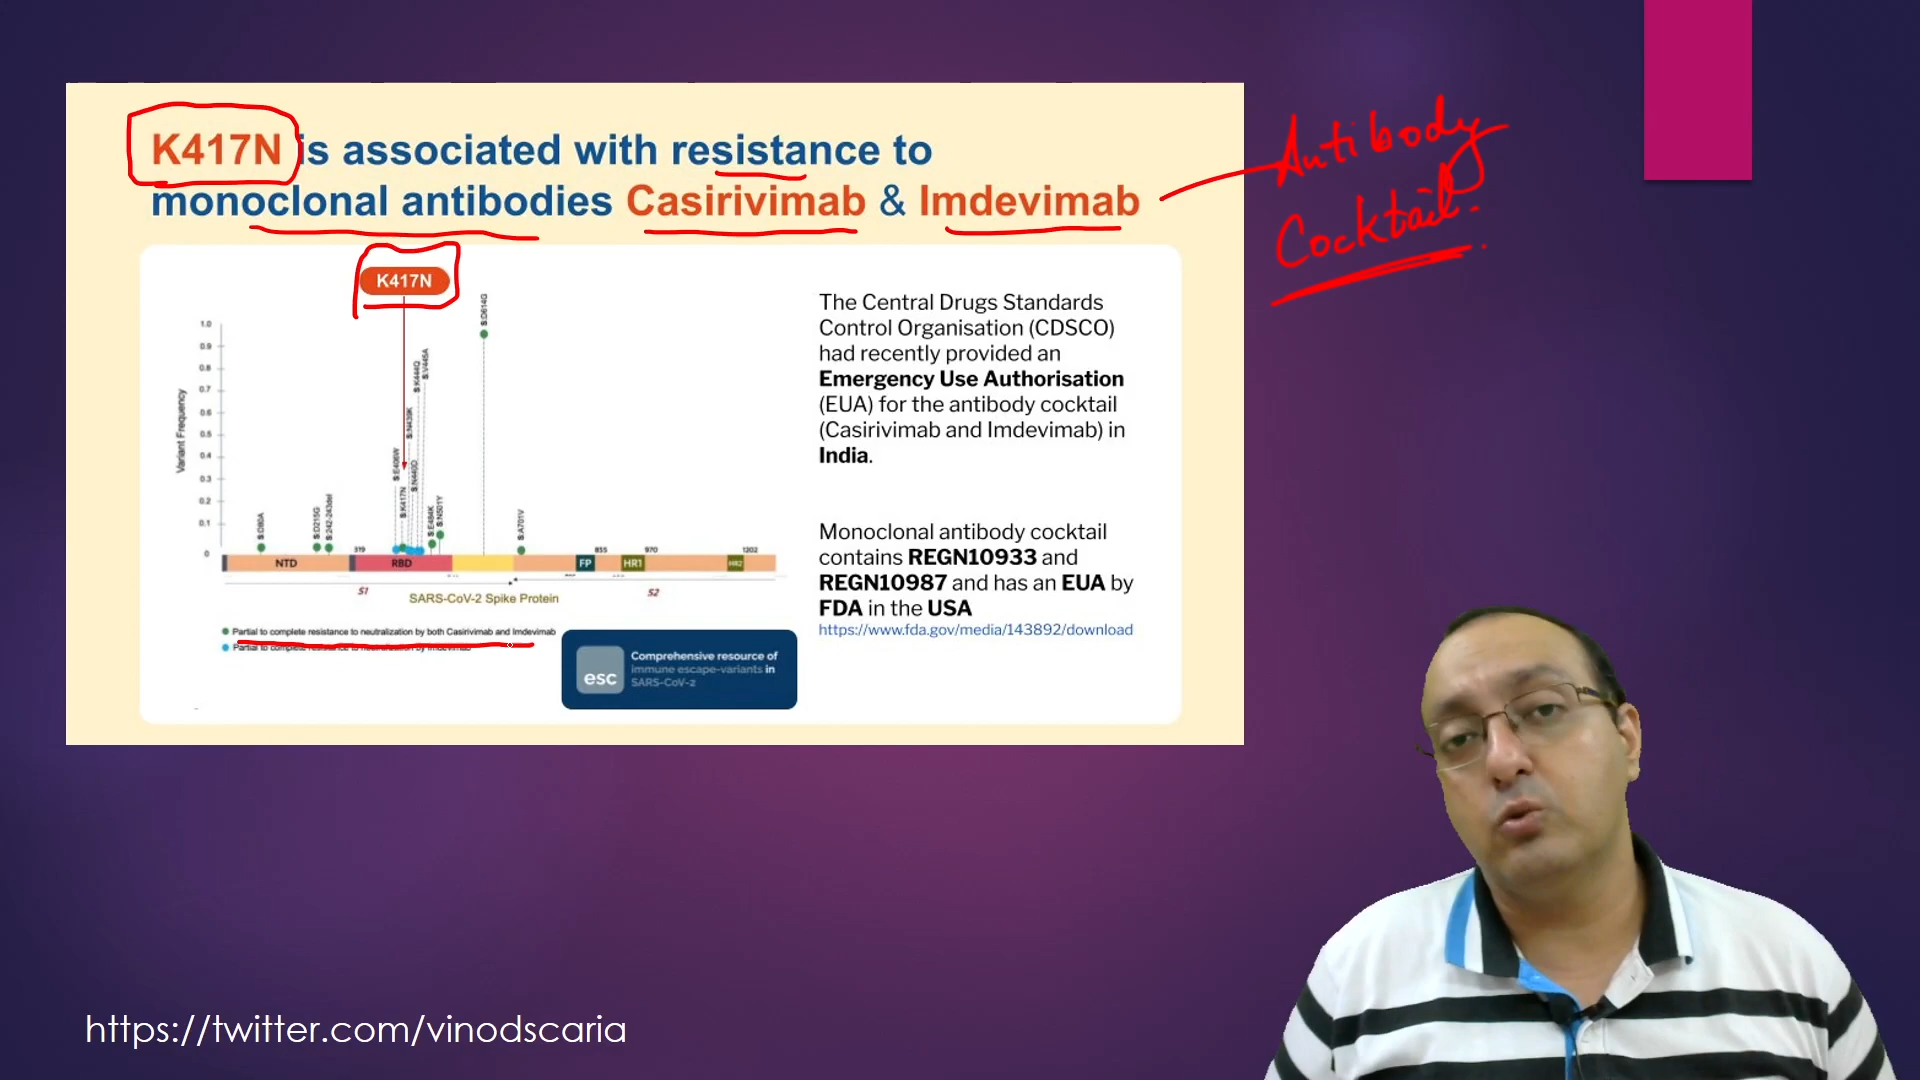 K417N is associated with resistance to
monoclonal antibodies Casirivimab & Imdevimab
Antibody
Cocktail.
K417N
Variant Frequency
1.0
0.9
0.8
0.7
0.6
0.5
0.4
0.3
0.2
0.1
0
S:D80A
S:D215G
S:242-243del
S:E406W
S:K417N
S:N439K
S:N440D
S:K444Q
S:V445A
S:E484K
S:N501Y
S:D614G
S:A701V
319
855
970
1202
NTD
RBD
FP
HR1
HR2
S1
S2
SARS-CoV-2 Spike Protein
Partial to complete resistance to neutralization by both Casirivimab and Imdevimab
Partial to complete resistance to neutralization by Imdevimab
esc
Comprehensive resource of
immune escape-variants in
SARS-CoV-2
The Central Drugs Standards
Control Organisation (CDSCO)
had recently provided an
Emergency Use Authorisation
(EUA) for the antibody cocktail
(Casirivimab and Imdevimab) in
India.
Monoclonal antibody cocktail
contains REGN10933 and
REGN10987 and has an EUA by
FDA in the USA
https://www.fda.gov/media/143892/download
https://twitter.com/vinodscaria